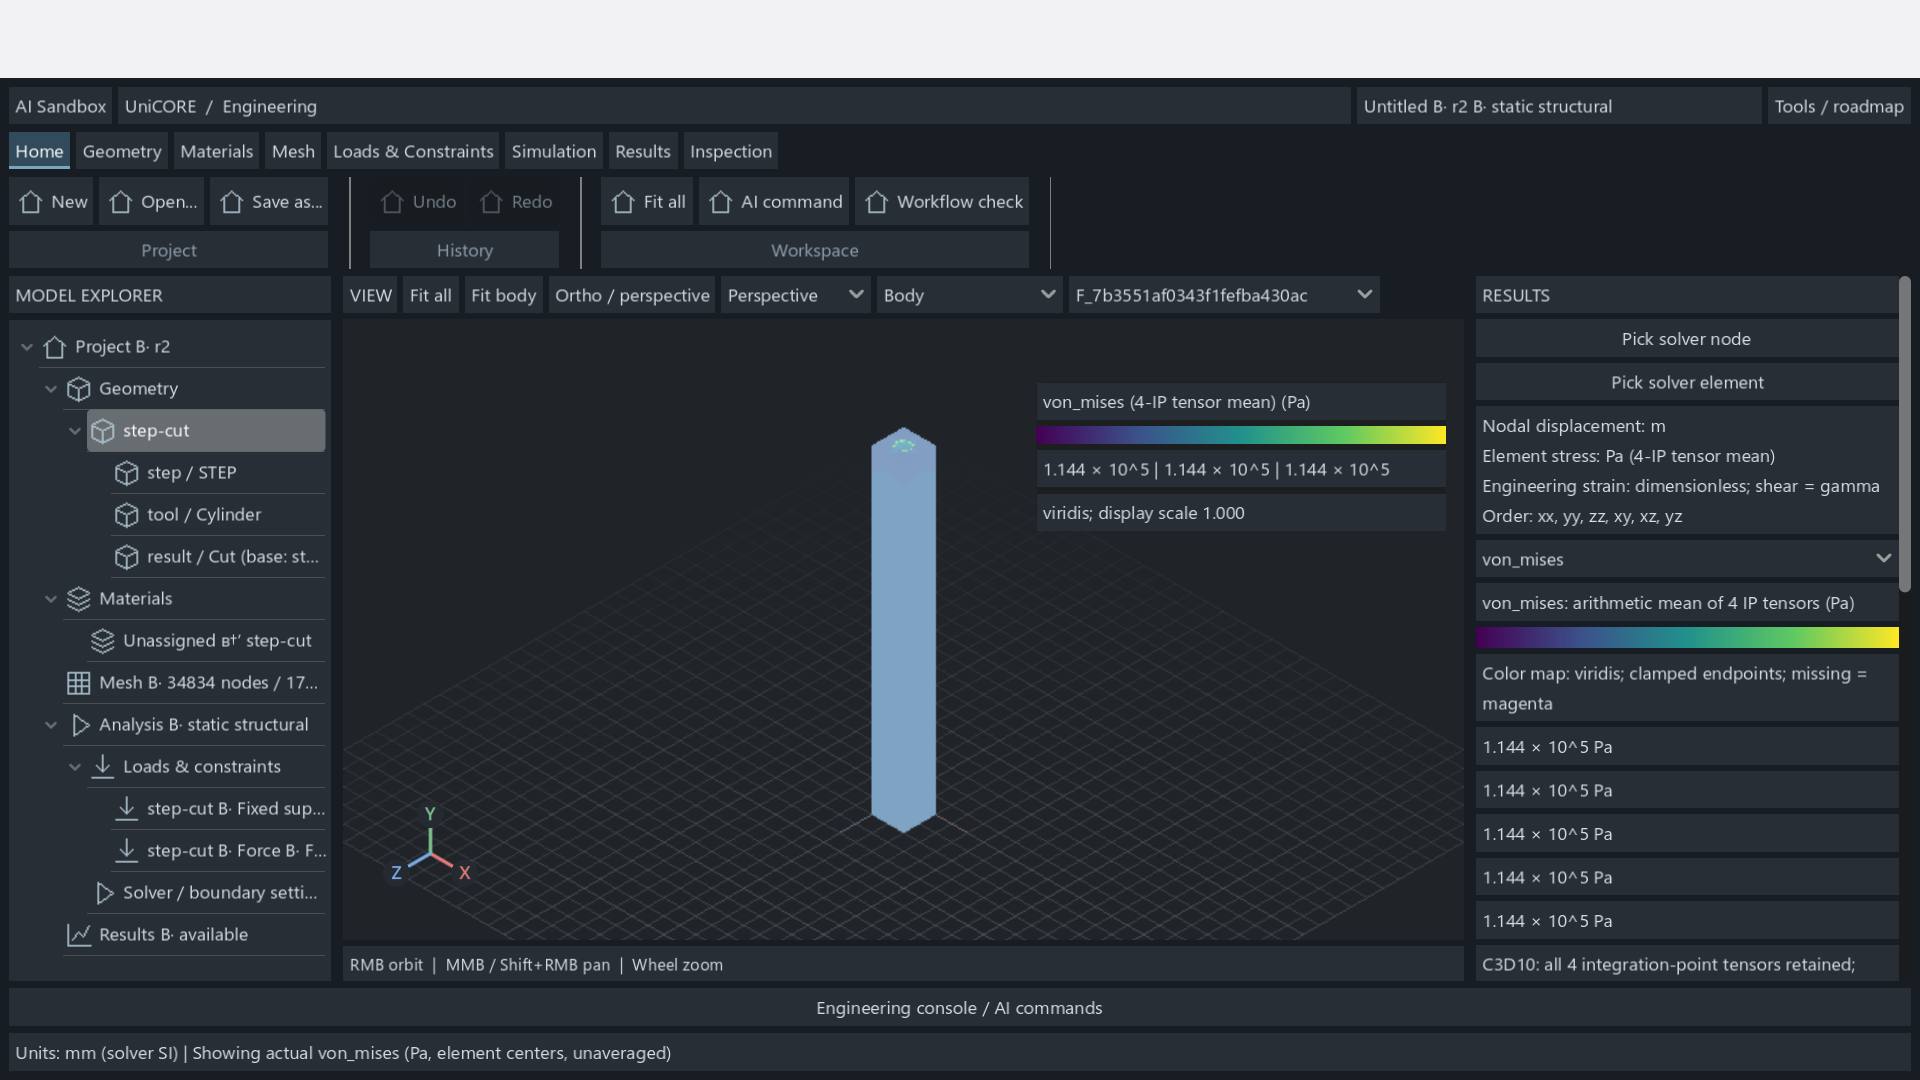 AI Sandbox
UniCORE / Engineering
Untitled В· r2 В· static structural
Tools / roadmap
Home
Geometry
Materials
Mesh
Loads & Constraints
Simulation
Results
Inspection
New
Open...
Save as...
Undo
Redo
Fit all
AI command
Workflow check
Project
History
Workspace
MODEL EXPLORER
VIEW
Fit all
Fit body
Ortho / perspective
Perspective
Body
F_7b3551af0343f1fefba430ac
RESULTS
Project В· r2
Geometry
step-cut
step / STEP
tool / Cylinder
result / Cut (base: st...
Materials
Unassigned в†’ step-cut
Mesh В· 34834 nodes / 17...
Analysis В· static structural
Loads & constraints
step-cut В· Fixed sup...
step-cut В· Force В· F...
Solver / boundary setti...
Results В· available
von_mises (4-IP tensor mean) (Pa)
1.144 × 10^5 | 1.144 × 10^5 | 1.144 × 10^5
viridis; display scale 1.000
Y
Z
X
RMB orbit | MMB / Shift+RMB pan | Wheel zoom
Pick solver node
Pick solver element
Nodal displacement: m
Element stress: Pa (4-IP tensor mean)
Engineering strain: dimensionless; shear = gamma
Order: xx, yy, zz, xy, xz, yz
von_mises
von_mises: arithmetic mean of 4 IP tensors (Pa)
Color map: viridis; clamped endpoints; missing =
magenta
1.144 × 10^5 Pa
1.144 × 10^5 Pa
1.144 × 10^5 Pa
1.144 × 10^5 Pa
1.144 × 10^5 Pa
C3D10: all 4 integration-point tensors retained;
Engineering console / AI commands
Units: mm (solver SI) | Showing actual von_mises (Pa, element centers, unaveraged)